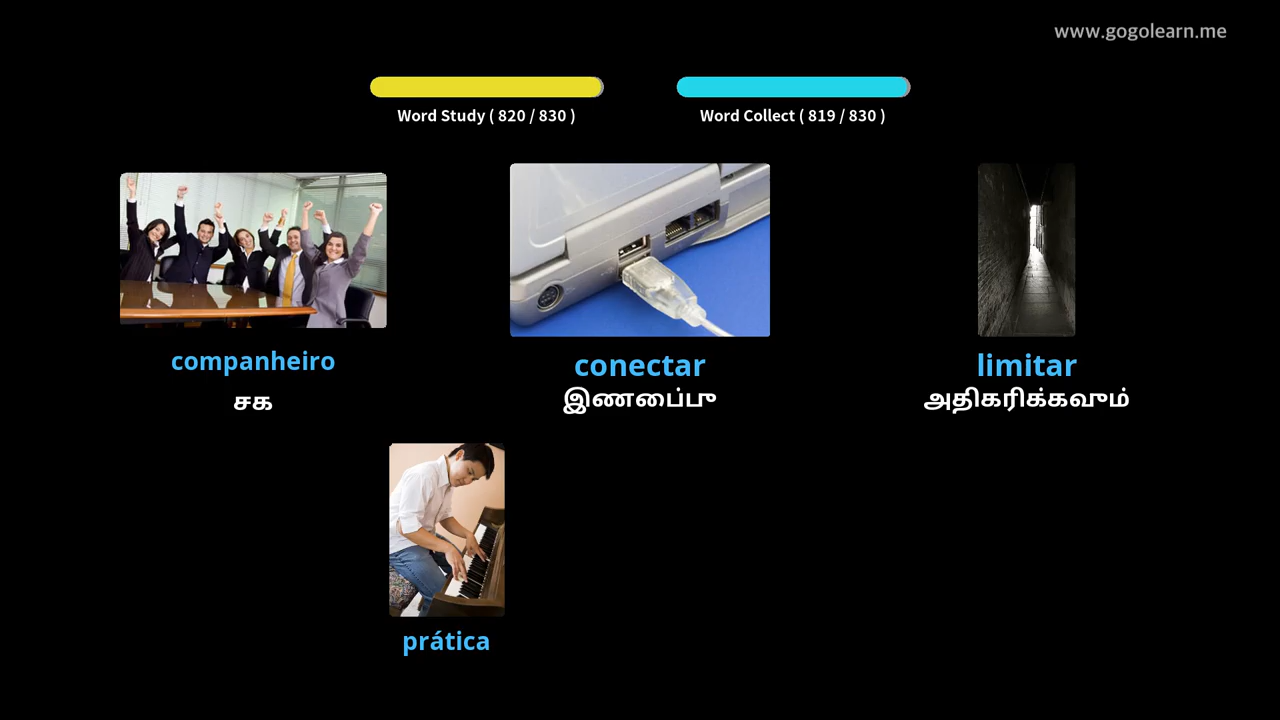 www.gogolearn.me
Word Study ( 820 / 830 )
Word Collect ( 819 / 830 )
companheiro
சக
conectar
இணைப்பு
limitar
அதிகரிக்கவும்
prática